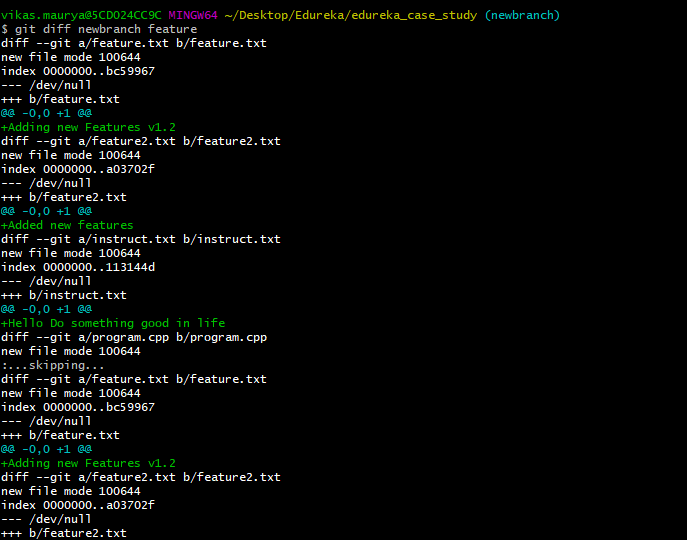 vikas.maurya@5CD024CC9C MINGW64 ~/Desktop/Edureka/edureka_case_study (newbranch)
$ git diff newbranch feature
diff --git a/feature.txt b/feature.txt
new file mode 100644
index 0000000..bc59967
--- /dev/null
+++ b/feature.txt
@@ -0,0 +1 @@
+Adding new Features v1.2
diff --git a/feature2.txt b/feature2.txt
new file mode 100644
index 0000000..a03702f
--- /dev/null
+++ b/feature2.txt
@@ -0,0 +1 @@
+Added new features
diff --git a/instruct.txt b/instruct.txt
new file mode 100644
index 0000000..113144d
--- /dev/null
+++ b/instruct.txt
@@ -0,0 +1 @@
+Hello Do something good in life
diff --git a/program.cpp b/program.cpp
new file mode 100644
:...skipping...
diff --git a/feature.txt b/feature.txt
new file mode 100644
index 0000000..bc59967
--- /dev/null
+++ b/feature.txt
@@ -0,0 +1 @@
+Adding new Features v1.2
diff --git a/feature2.txt b/feature2.txt
new file mode 100644
index 0000000..a03702f
--- /dev/null
+++ b/feature2.txt